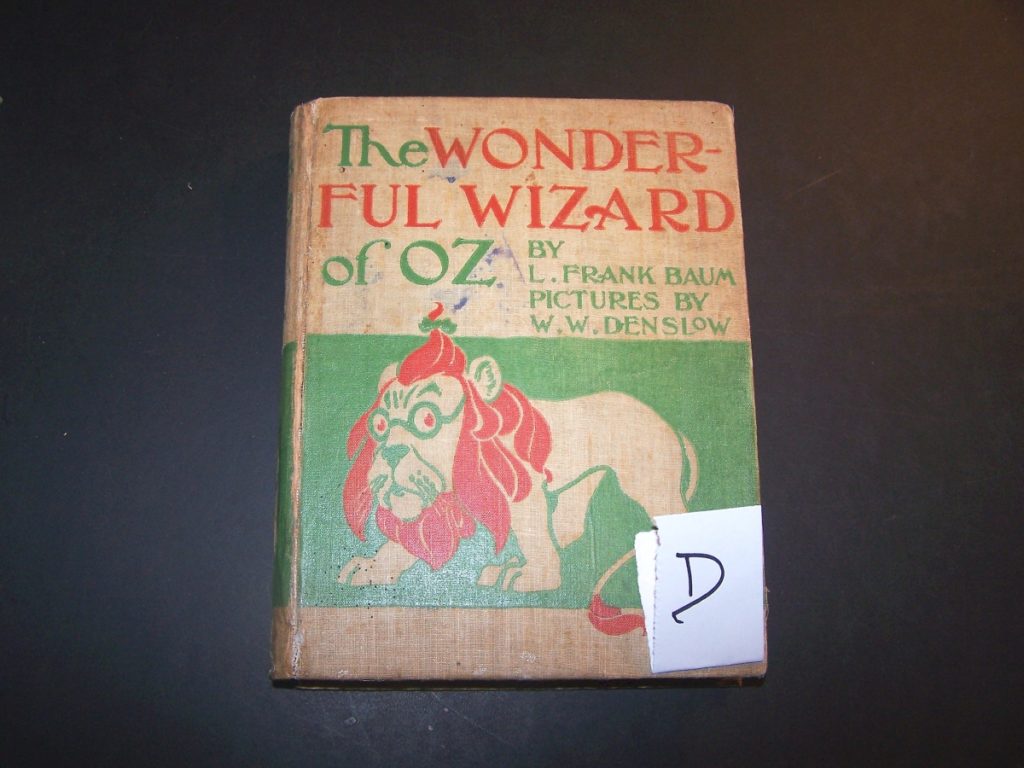 The WONDER-
FUL WIZARD
of OZ
BY
L. FRANK BAUM
PICTURES BY
W. W. DENSLOW
D